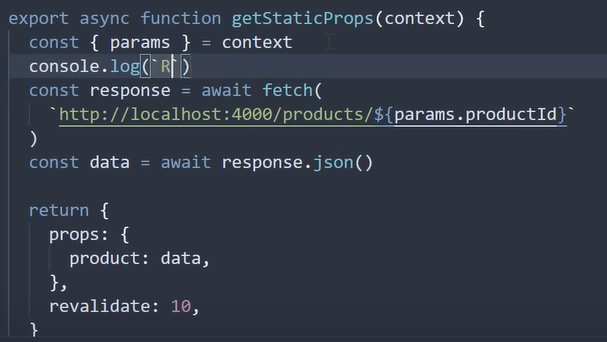 export async function getStaticProps(context) {
const { params } = context
console.log(`R`)
const response = await fetch(
`http://localhost:4000/products/${params.productId}`
)
const data = await response.json()
return {
props: {
product: data,
},
revalidate: 10,
}